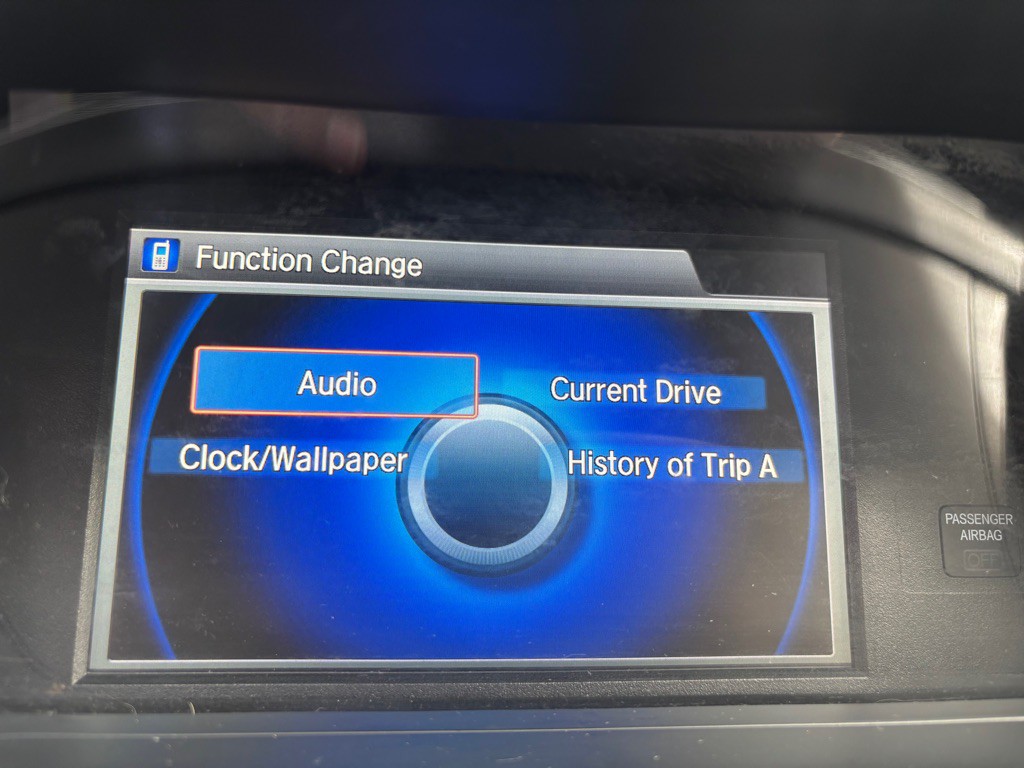 Function Change
Audio
Current Drive
Clock/Wallpaper
History of Trip A
PASSENGER
AIRBAG
OFF